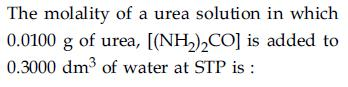 The molality of a urea solution in which
0.0100 g of urea, [(NH₂)₂CO] is added to
0.3000 dm³ of water at STP is :